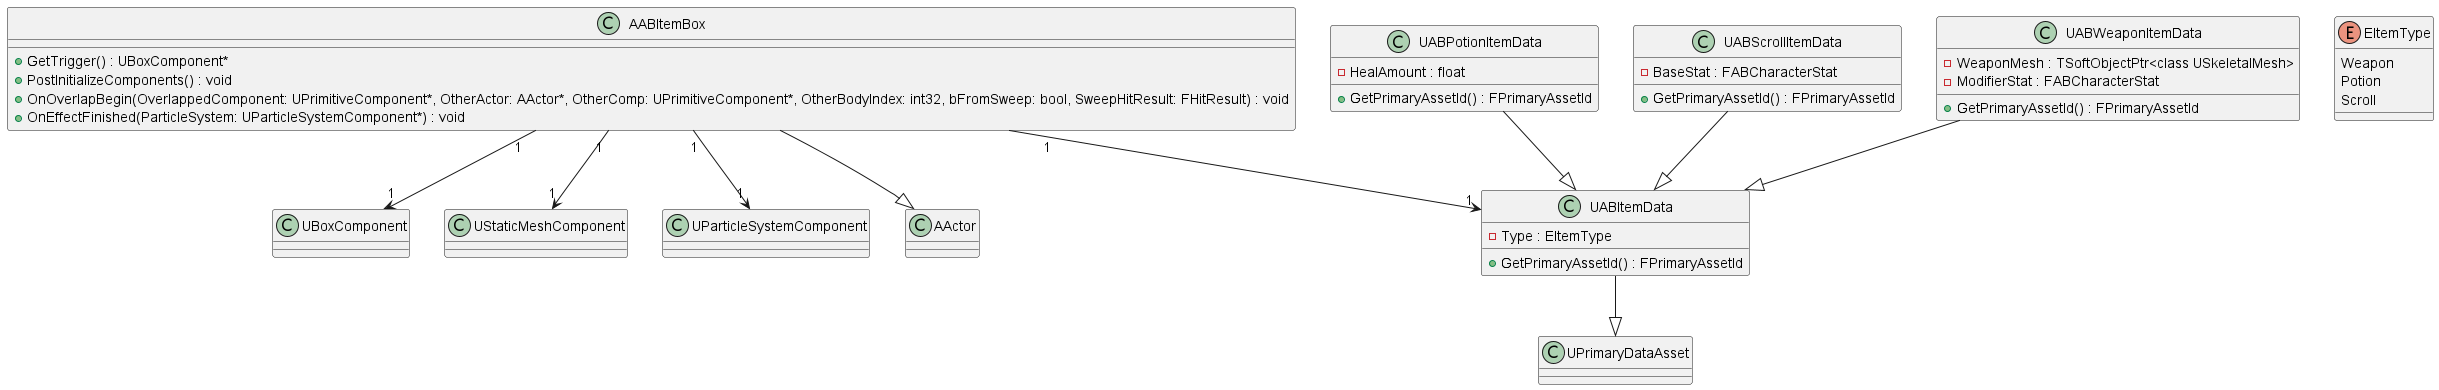 C AABItemBox
GetTrigger() : UBoxComponent*
PostInitializeComponents() : void
OnOverlapBegin(OverlappedComponent: UPrimitiveComponent*, OtherActor: AActor*, OtherComp: UPrimitiveComponent*, OtherBodyIndex: int32, bFromSweep: bool, SweepHitResult: FHitResult) : void
OnEffectFinished(ParticleSystem: UParticleSystemComponent*) : void
C UABPotionItemData
HealAmount : float
GetPrimaryAssetId() : FPrimaryAssetId
C UABScrollItemData
BaseStat : FABCharacterStat
GetPrimaryAssetId() : FPrimaryAssetId
C UABWeaponItemData
WeaponMesh : TSoftObjectPtr<class USkeletalMesh>
ModifierStat : FABCharacterStat
GetPrimaryAssetId() : FPrimaryAssetId
E EItemType
Weapon
Potion
Scroll
1
1
1
1
1
1
1
1
C UBoxComponent
C UStaticMeshComponent
C UParticleSystemComponent
C AActor
C UABItemData
Type : EItemType
GetPrimaryAssetId() : FPrimaryAssetId
C UPrimaryDataAsset